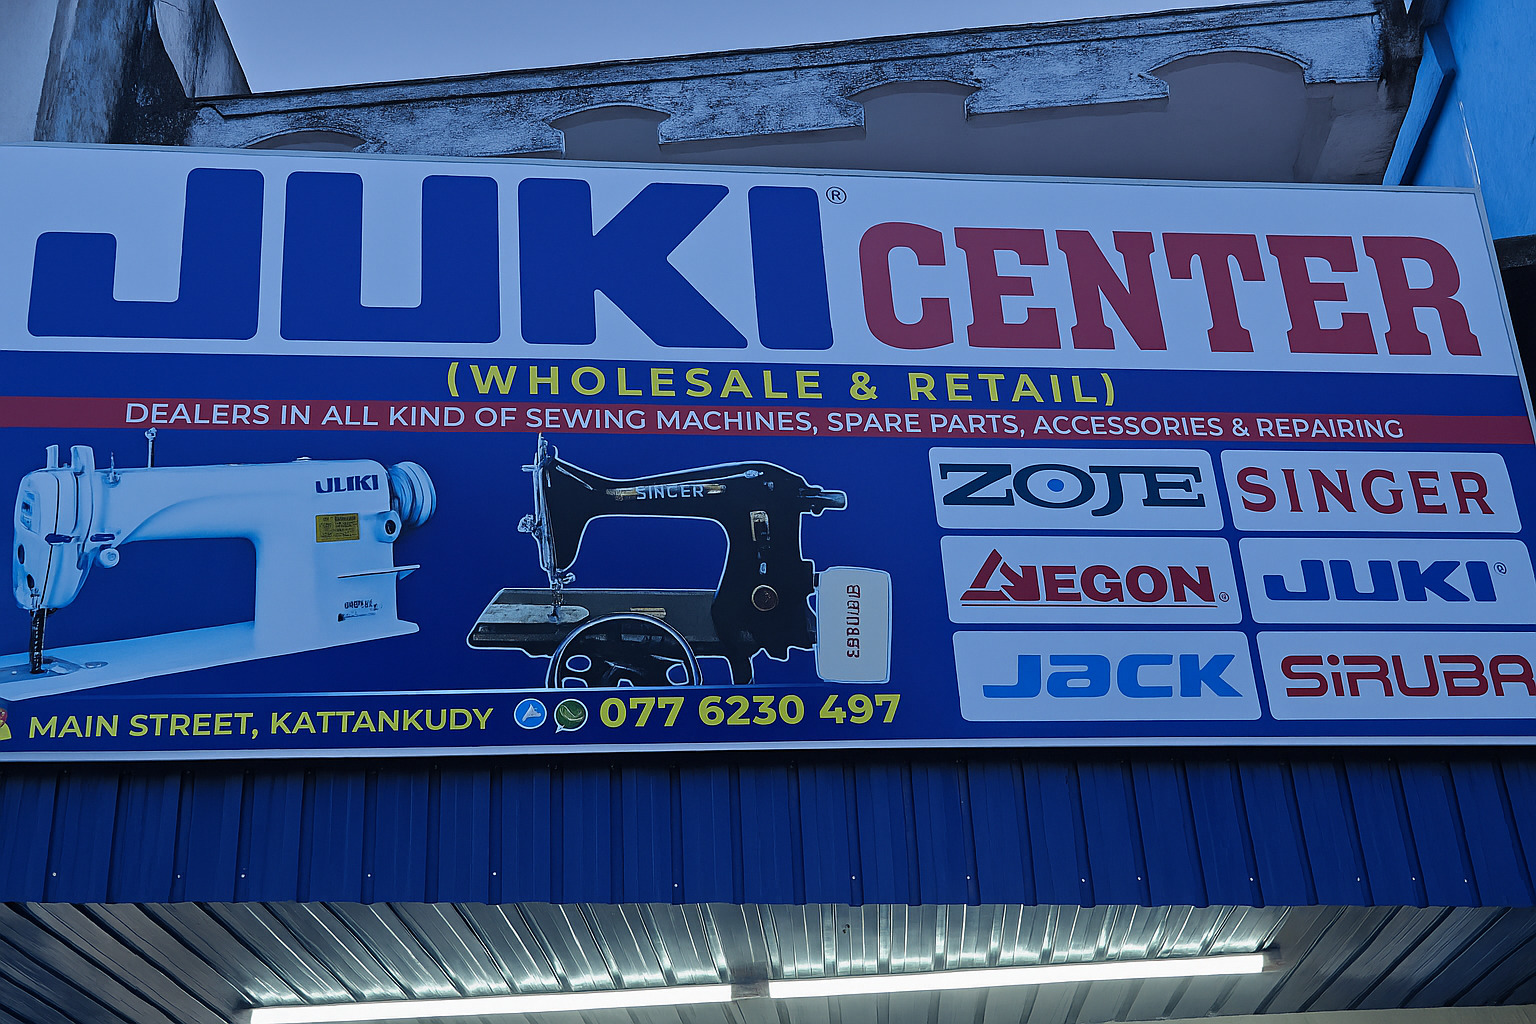 JUKI® CENTER
(WHOLESALE & RETAIL)
DEALERS IN ALL KIND OF SEWING MACHINES, SPARE PARTS, ACCESSORIES & REPAIRING
JUKI
SINGER
ZOJE
SINGER
AEGON®
JUKI®
JACK
SiRUBA
MAIN STREET, KATTANKUDY
077 6230 497